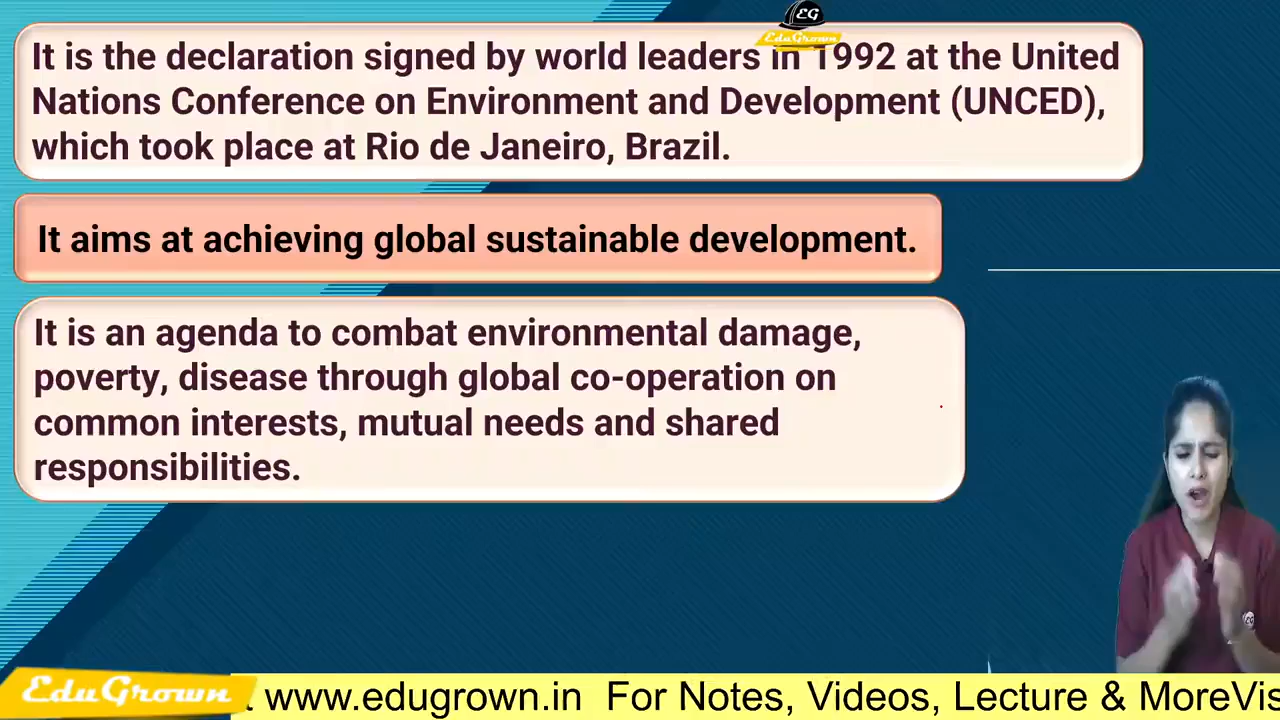 EG
EduGrown
It is the declaration signed by world leaders in 1992 at the United
Nations Conference on Environment and Development (UNCED),
which took place at Rio de Janeiro, Brazil.
It aims at achieving global sustainable development.
It is an agenda to combat environmental damage,
poverty, disease through global co-operation on
common interests, mutual needs and shared
responsibilities.
EG
EduGrown
www.edugrown.in For Notes, Videos, Lecture & MoreVis